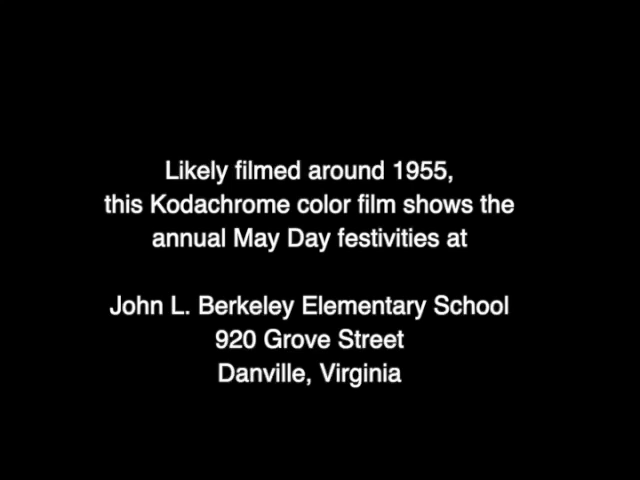 Likely filmed around 1955,
this Kodachrome color film shows the
annual May Day festivities at
John L. Berkeley Elementary School
920 Grove Street
Danville, Virginia